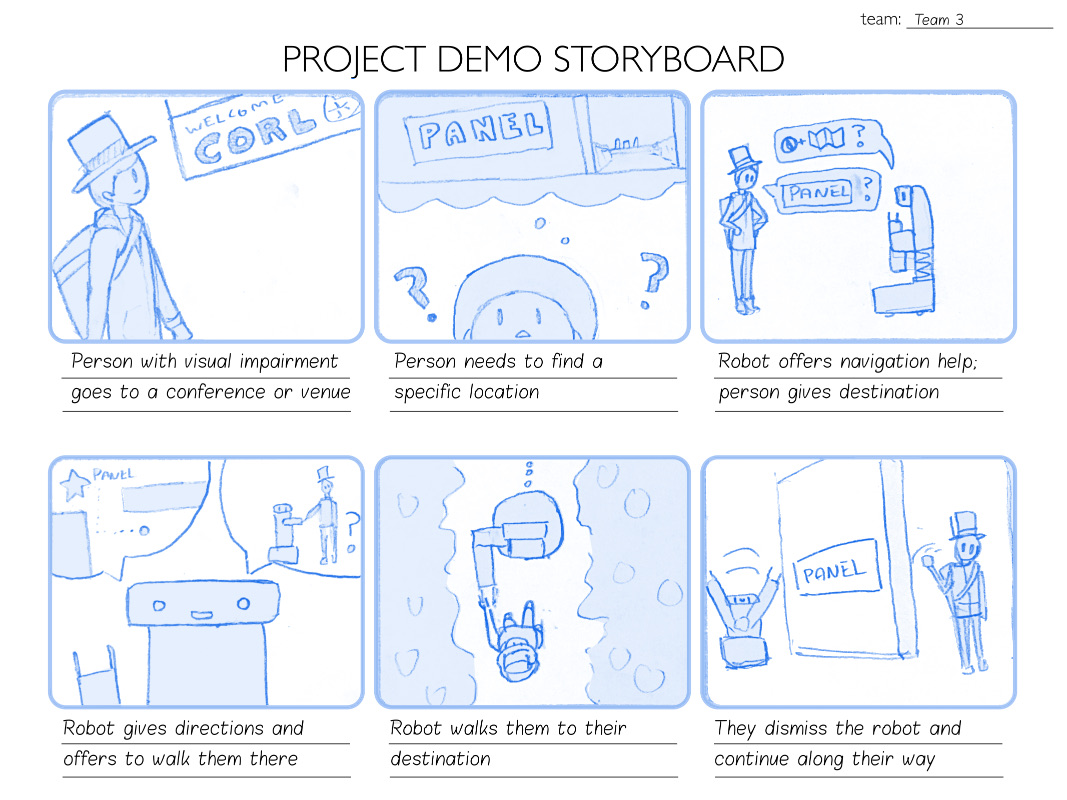 team: Team 3
PROJECT DEMO STORYBOARD
WELCOME
CORL
PANEL
?
?
?
PANEL ?
Person with visual impairment
goes to a conference or venue
Person needs to find a
specific location
Robot offers navigation help;
person gives destination
PANEL
?
PANEL
Robot gives directions and
offers to walk them there
Robot walks them to their
destination
They dismiss the robot and
continue along their way